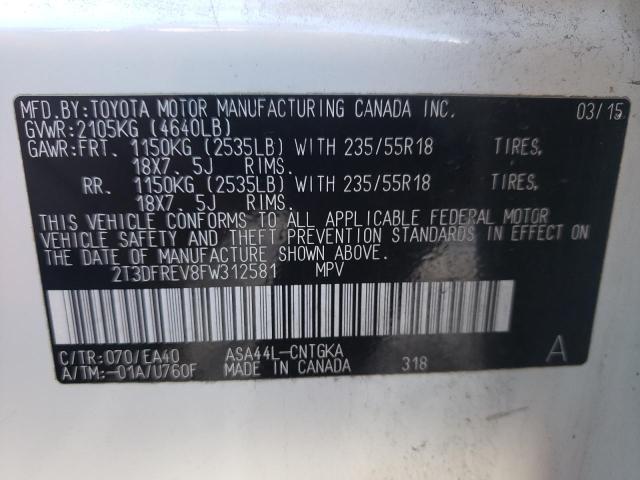 MFD.BY:TOYOTA MOTOR MANUFACTURING CANADA INC. 03/15
GVWR:2105KG (4640LB)
GAWR:FRT. 1150KG (2535LB) WITH 235/55R18 TIRES,
18X7. 5J RIMS.
RR. 1150KG (2535LB) WITH 235/55R18 TIRES,
18X7. 5J RIMS.
THIS VEHICLE CONFORMS TO ALL APPLICABLE FEDERAL MOTOR
VEHICLE SAFETY AND THEFT PREVENTION STANDARDS IN EFFECT ON
THE DATE OF MANUFACTURE SHOWN ABOVE.
2T3DFREV8FW312581 MPV
C/TR:070/EA40 ASA44L-CNTGKA A
A/TM:-01A/U760F MADE IN CANADA 318